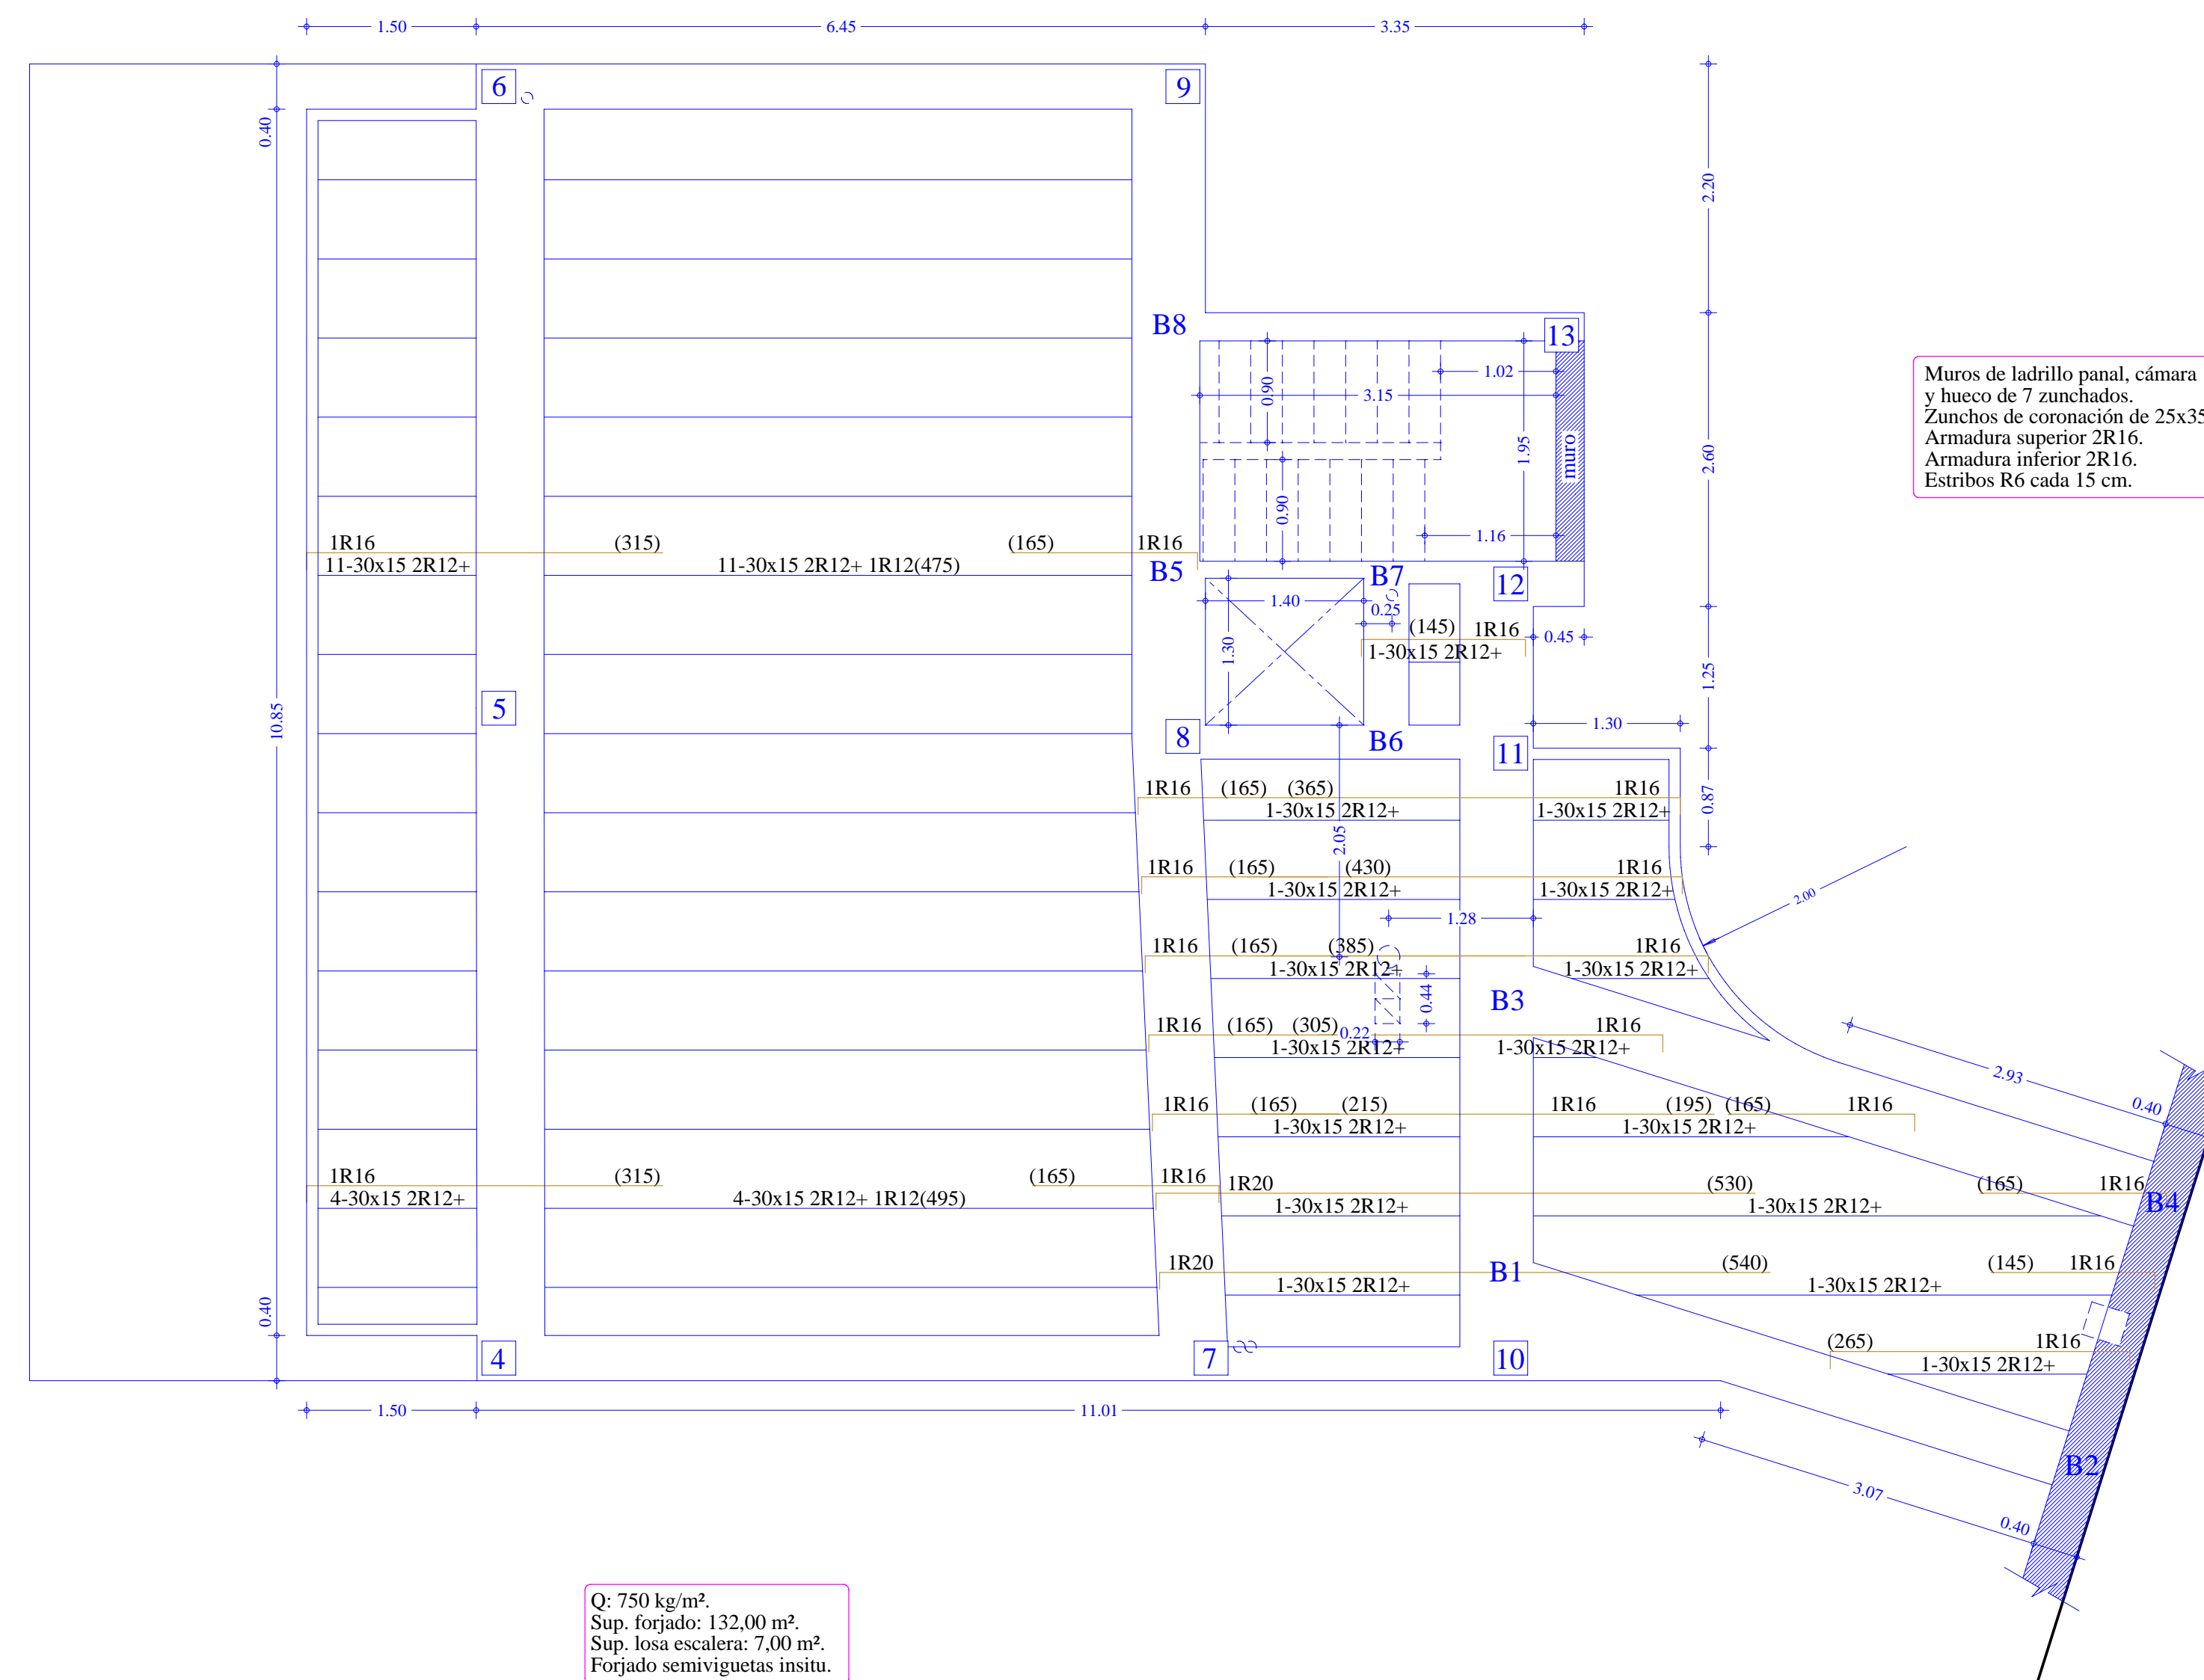 1.50 6.45 3.35
6 9
0.40
2.20
B8 13
1.02
3.15
0.90
1.95
muro
2.60
0.90
1.16
Muros de ladrillo panal, cámara
y hueco de 7 zunchados.
Zunchos de coronación de 25x35
Armadura superior 2R16.
Armadura inferior 2R16.
Estribos R6 cada 15 cm.
1R16 (315) (165) 1R16
11-30x15 2R12+ 11-30x15 2R12+ 1R12(475)
B5 B7 12
1.40
0.25
(145) 1R16
0.45
1.30
1-30x15 2R12+
1.25
10.85
5
8 B6 11
1.30
1R16 (165) (365) 1R16
1-30x15 2R12+ 1-30x15 2R12+
0.87
2.05
1R16 (165) (430) 1R16
1-30x15 2R12+ 1-30x15 2R12+
2.00
1.28
1R16 (165) (385) 1R16
1-30x15 2R12+ 1-30x15 2R12+
0.44
B3
1R16 (165) (305) 1R16
0.22
1-30x15 2R12+ 1-30x15 2R12+
2.93
0.40
1R16 (165) (215) 1R16 (195) (165) 1R16
1-30x15 2R12+ 1-30x15 2R12+
1R16 (315) (165) 1R16
1R20 (530) (165) 1R16
4-30x15 2R12+ 4-30x15 2R12+ 1R12(495)
1-30x15 2R12+ 1-30x15 2R12+
B4
1R20 (540) (145) 1R16
B1
1-30x15 2R12+ 1-30x15 2R12+
0.40
(265) 1R16
1-30x15 2R12+
4 7 10
1.50 11.01
B2
3.07
0.40
Q: 750 kg/m².
Sup. forjado: 132,00 m².
Sup. losa escalera: 7,00 m².
Forjado semiviguetas insitu.